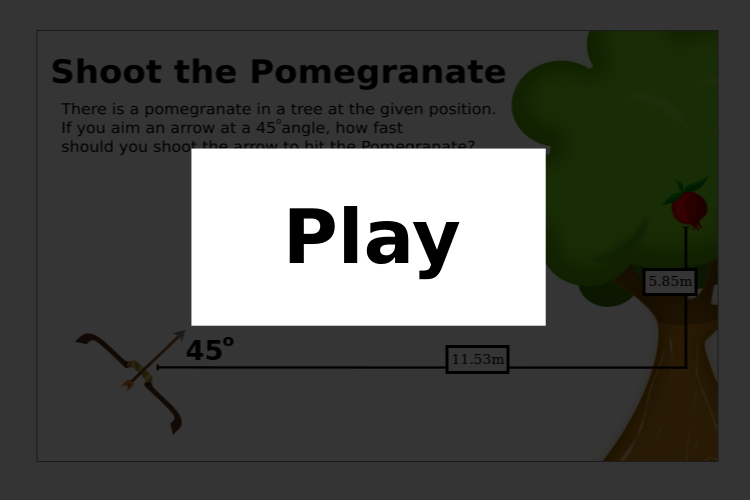 Shoot the Pomegranate
There is a pomegranate in a tree at the given position.
If you aim an arrow at a 45°angle, how fast
should you shoot the arrow to hit the Pomegranate?
Play
5.85m
45°
11.53m